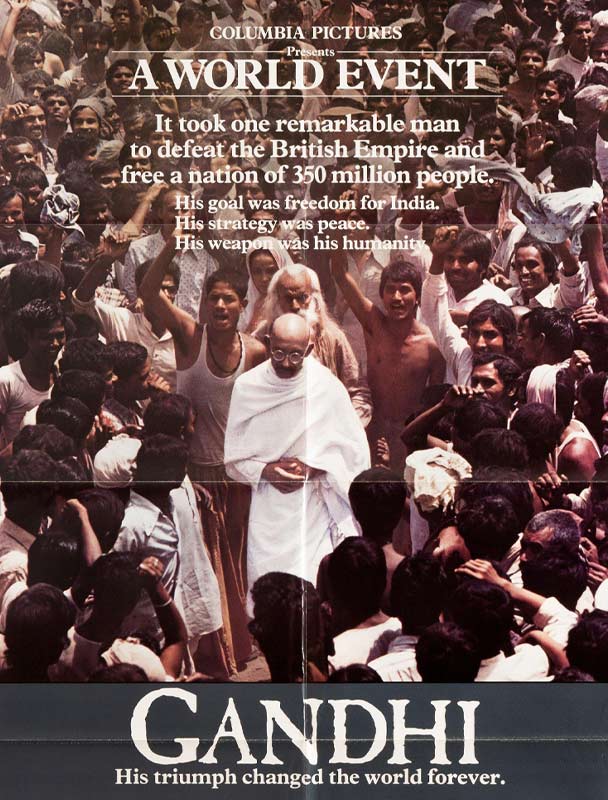 COLUMBIA PICTURES
Presents
A WORLD EVENT
It took one remarkable man
to defeat the British Empire and
free a nation of 350 million people.
His goal was freedom for India.
His strategy was peace.
His weapon was his humanity.
GANDHI
His triumph changed the world forever.